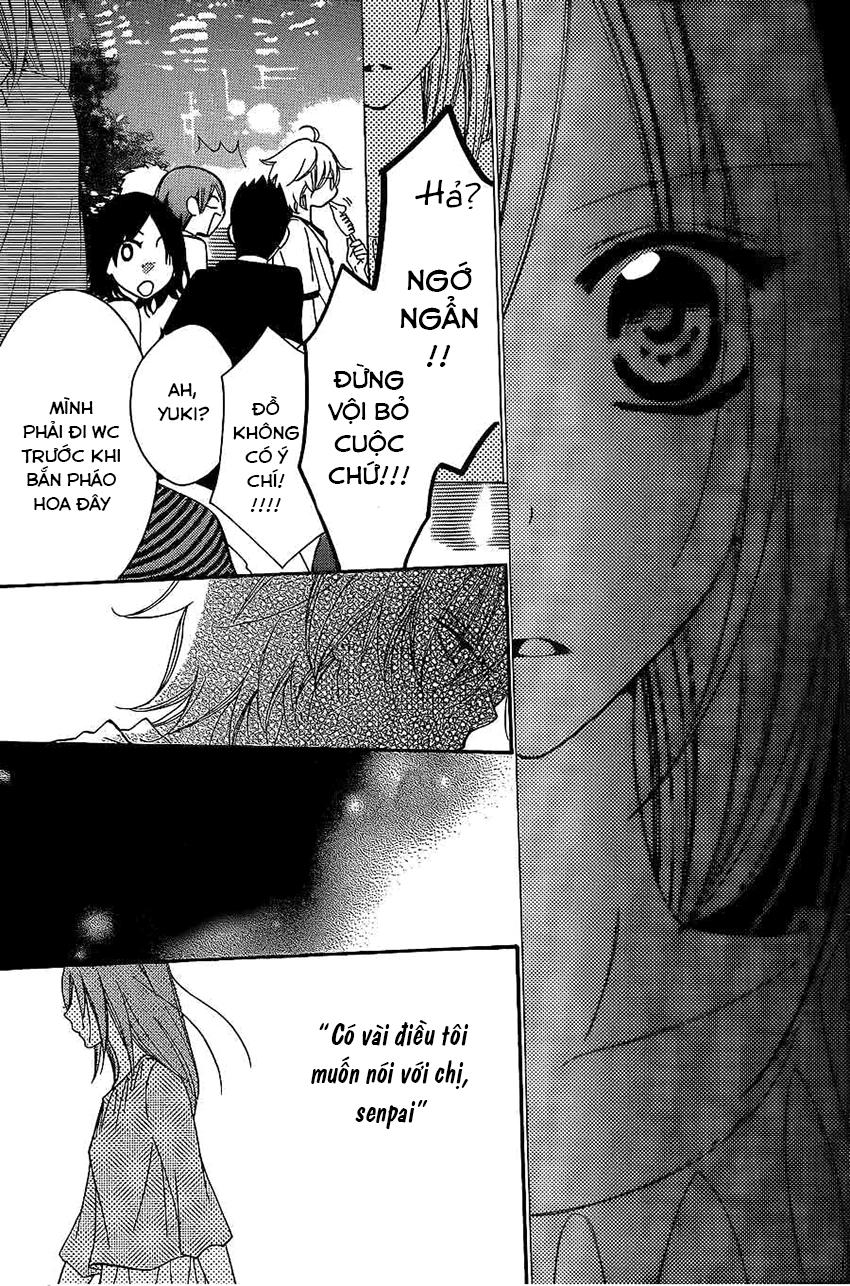 Hả?
NGỚ
NGẨN
!!
ĐỪNG
VỘI BỎ
CUỘC
CHỨ!!!
ĐỒ
KHÔNG
CÓ Ý
CHÍ!
!!!!
AH,
YUKI?
MÌNH
PHẢI ĐI WC
TRƯỚC KHI
BẮN PHÁO
HOA ĐÂY
"Có vài điều tôi
muốn nói với chị,
senpai"